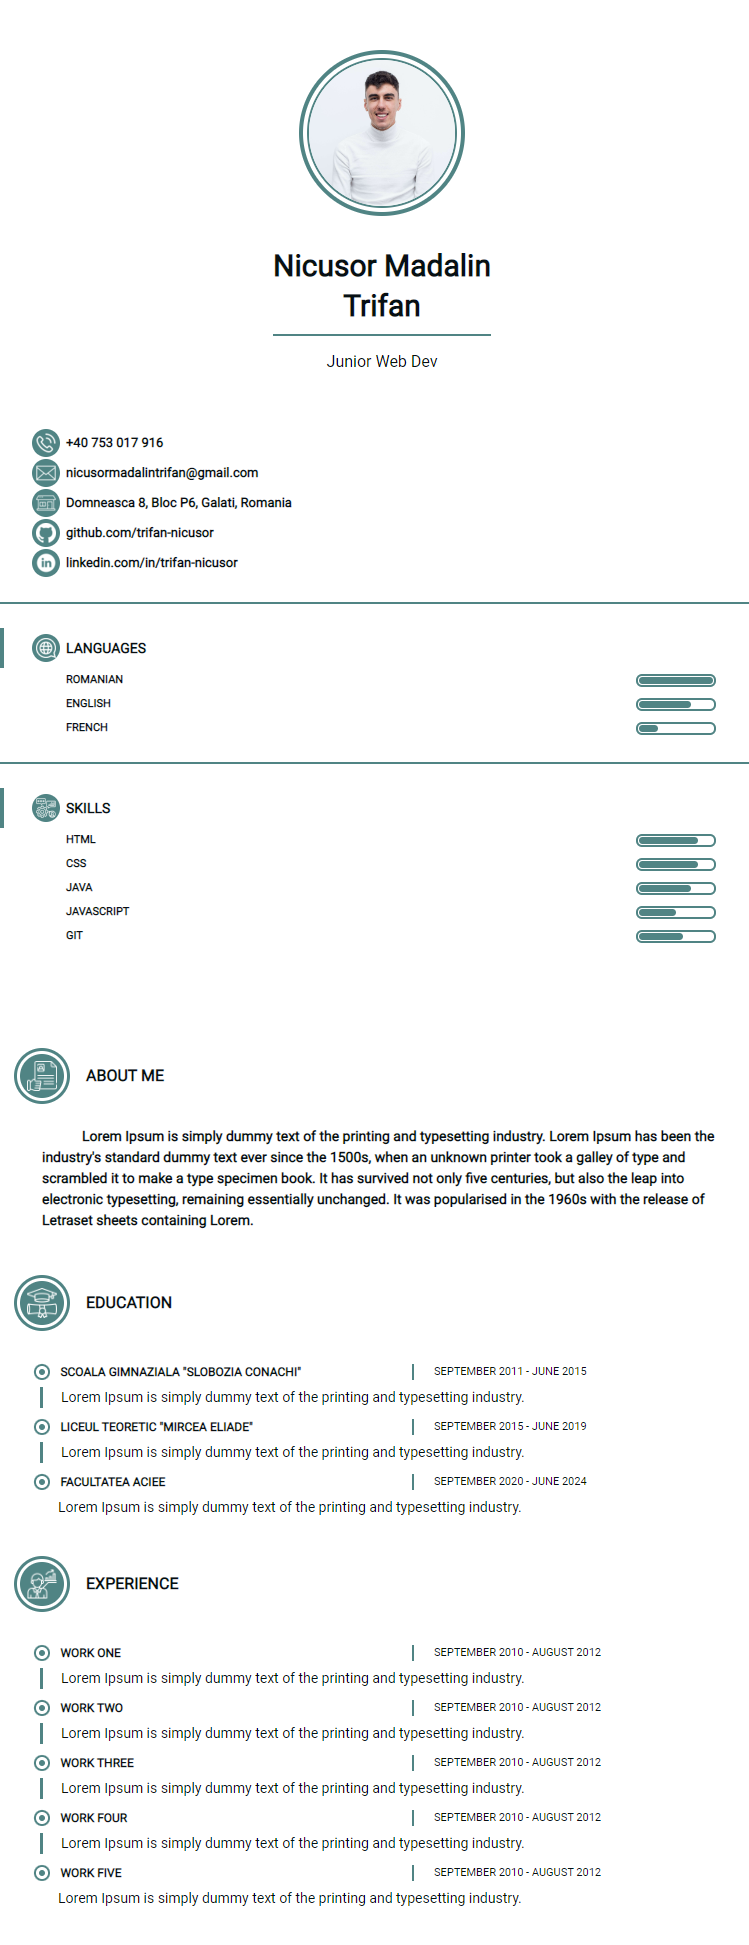 Nicusor Madalin
Trifan
Junior Web Dev
+40 753 017 916
nicusormadalintrifan@gmail.com
Domneasca 8, Bloc P6, Galati, Romania
github.com/trifan-nicusor
linkedin.com/in/trifan-nicusor
LANGUAGES
ROMANIAN
ENGLISH
FRENCH
SKILLS
HTML
CSS
JAVA
JAVASCRIPT
GIT
ABOUT ME
Lorem Ipsum is simply dummy text of the printing and typesetting industry. Lorem Ipsum has been the
industry's standard dummy text ever since the 1500s, when an unknown printer took a galley of type and
scrambled it to make a type specimen book. It has survived not only five centuries, but also the leap into
electronic typesetting, remaining essentially unchanged. It was popularised in the 1960s with the release of
Letraset sheets containing Lorem.
EDUCATION
SCOALA GIMNAZIALA "SLOBOZIA CONACHI" SEPTEMBER 2011 - JUNE 2015
Lorem Ipsum is simply dummy text of the printing and typesetting industry.
LICEUL TEORETIC "MIRCEA ELIADE" SEPTEMBER 2015 - JUNE 2019
Lorem Ipsum is simply dummy text of the printing and typesetting industry.
FACULTATEA ACIEE SEPTEMBER 2020 - JUNE 2024
Lorem Ipsum is simply dummy text of the printing and typesetting industry.
EXPERIENCE
WORK ONE SEPTEMBER 2010 - AUGUST 2012
Lorem Ipsum is simply dummy text of the printing and typesetting industry.
WORK TWO SEPTEMBER 2010 - AUGUST 2012
Lorem Ipsum is simply dummy text of the printing and typesetting industry.
WORK THREE SEPTEMBER 2010 - AUGUST 2012
Lorem Ipsum is simply dummy text of the printing and typesetting industry.
WORK FOUR SEPTEMBER 2010 - AUGUST 2012
Lorem Ipsum is simply dummy text of the printing and typesetting industry.
WORK FIVE SEPTEMBER 2010 - AUGUST 2012
Lorem Ipsum is simply dummy text of the printing and typesetting industry.